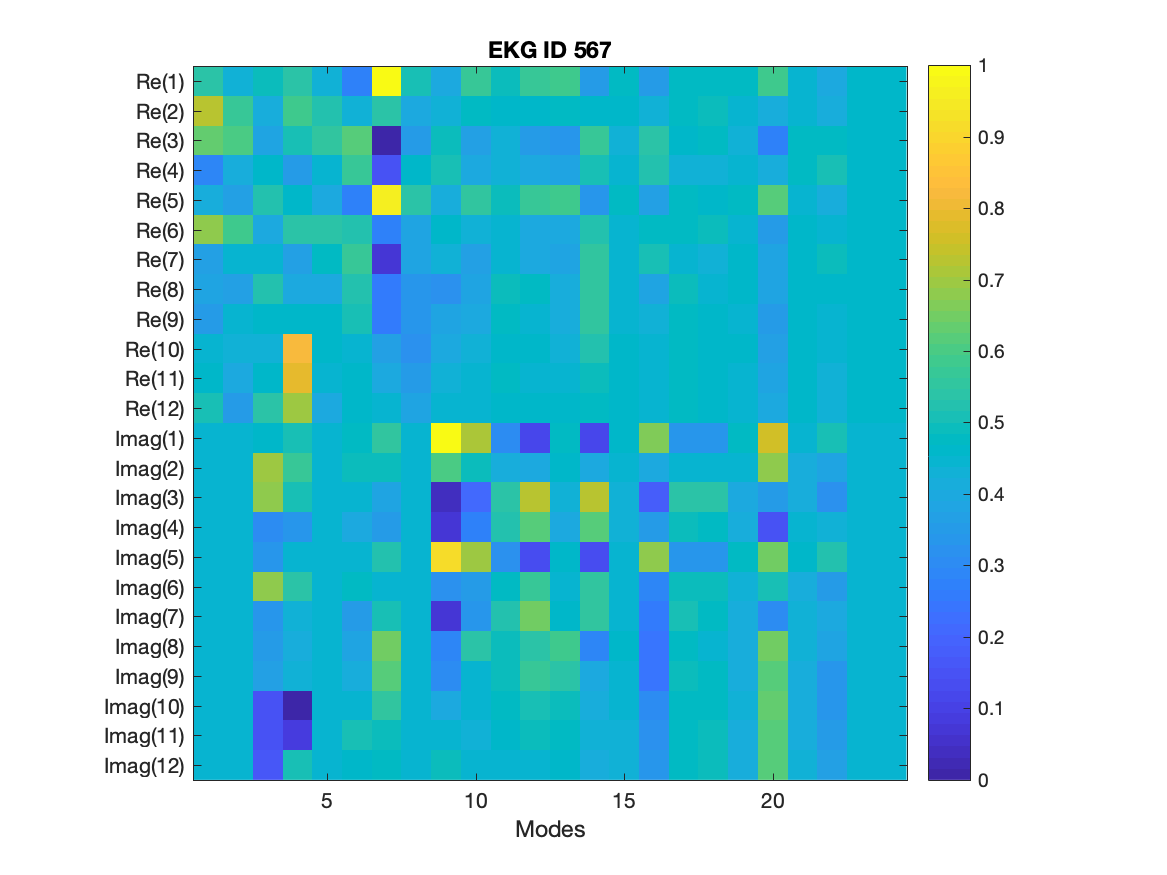 EKG ID 567
Re(1)
Re(2)
Re(3)
Re(4)
Re(5)
Re(6)
Re(7)
Re(8)
Re(9)
Re(10)
Re(11)
Re(12)
Imag(1)
Imag(2)
Imag(3)
Imag(4)
Imag(5)
Imag(6)
Imag(7)
Imag(8)
Imag(9)
Imag(10)
Imag(11)
Imag(12)
5 10 15 20
Modes
1
0.9
0.8
0.7
0.6
0.5
0.4
0.3
0.2
0.1
0